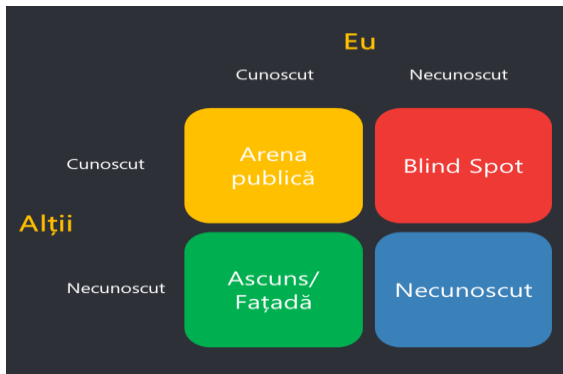 Eu
Cunoscut Necunoscut
Cunoscut
Arena
publică
Blind Spot
Alții
Necunoscut
Ascuns/
Fațadă
Necunoscut